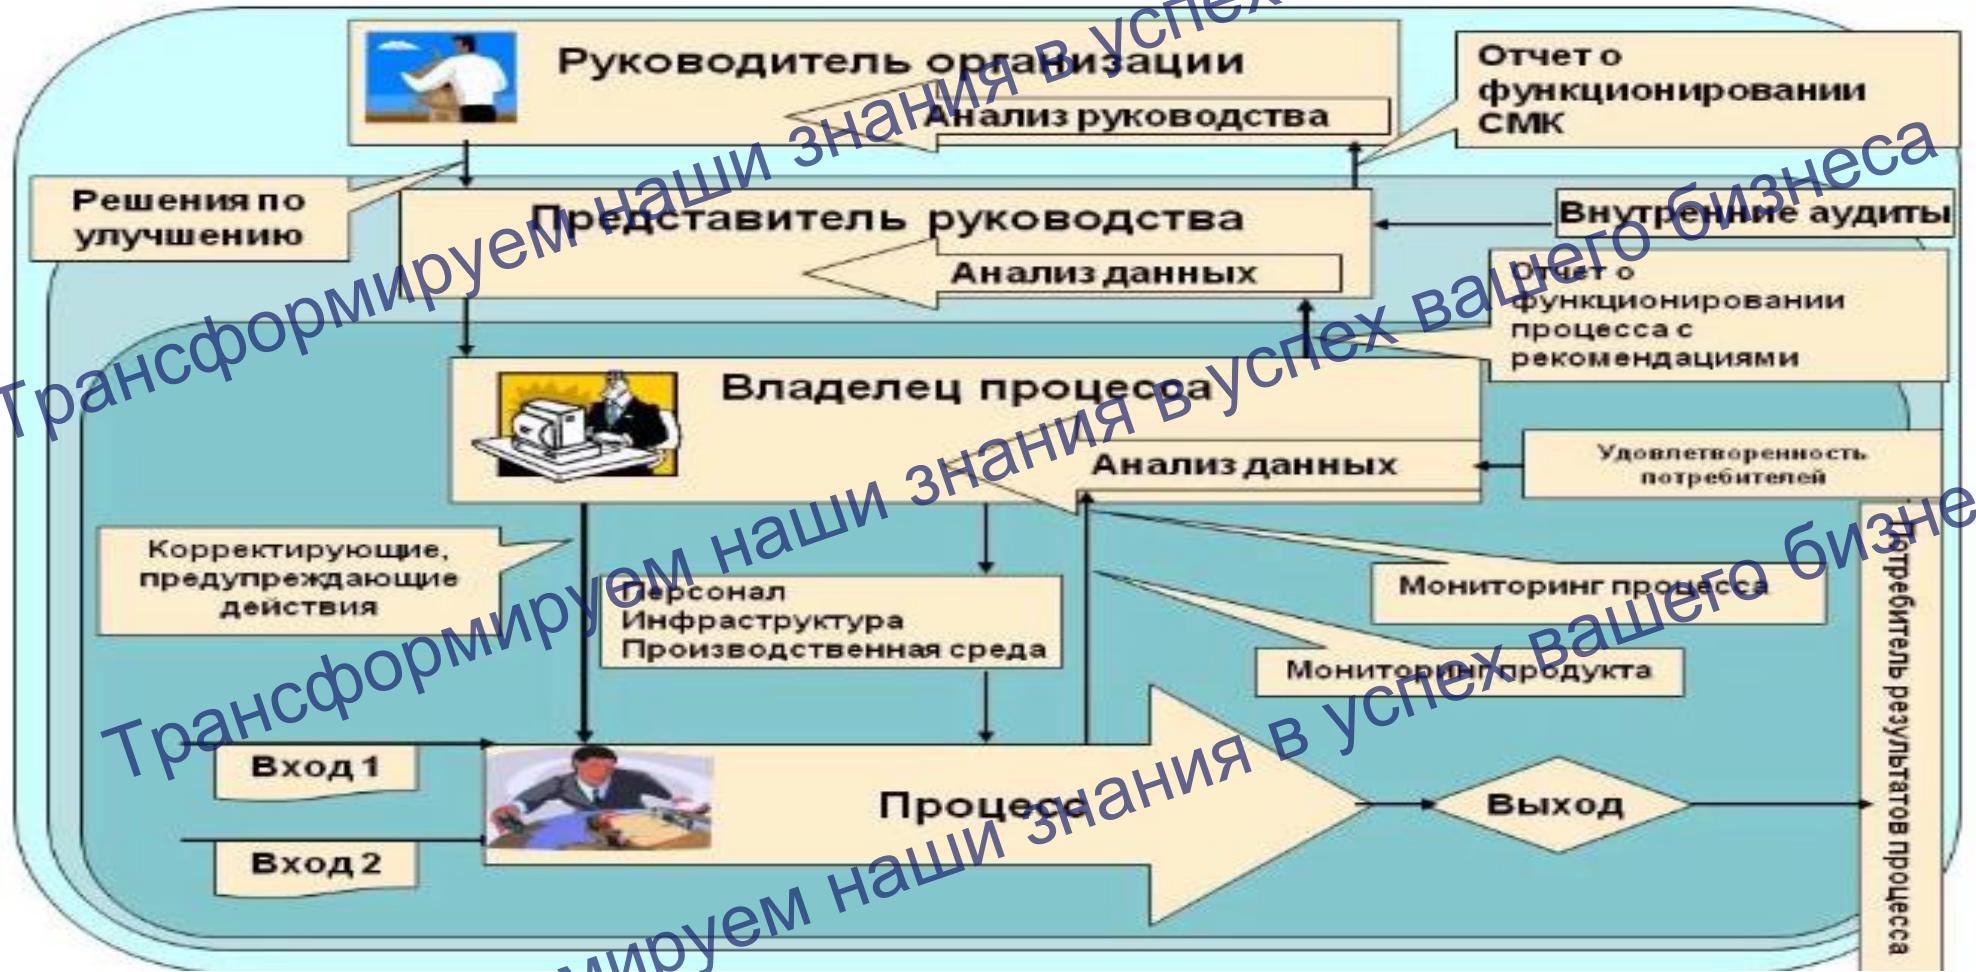 Руководитель организации
Анализ руководства
Отчет о
функционировании
СМК
Решения по
улучшению
Представитель руководства
Анализ данных
Внутренние аудиты
Отчет о
функционировании
процесса с
рекомендациями
Владелец процесса
Анализ данных
Удовлетворенность
потребителей
Корректирующие,
предупреждающие
действия
Персонал
Инфраструктура
Производственная среда
Мониторинг процесса
Мониторинг продукта
Вход 1
Вход 2
Процесс
Выход
Потребитель результатов процесса
Трансформируем наши знания в успех
Трансформируем наши знания в успех вашего бизнеса
наши знания в успех вашего